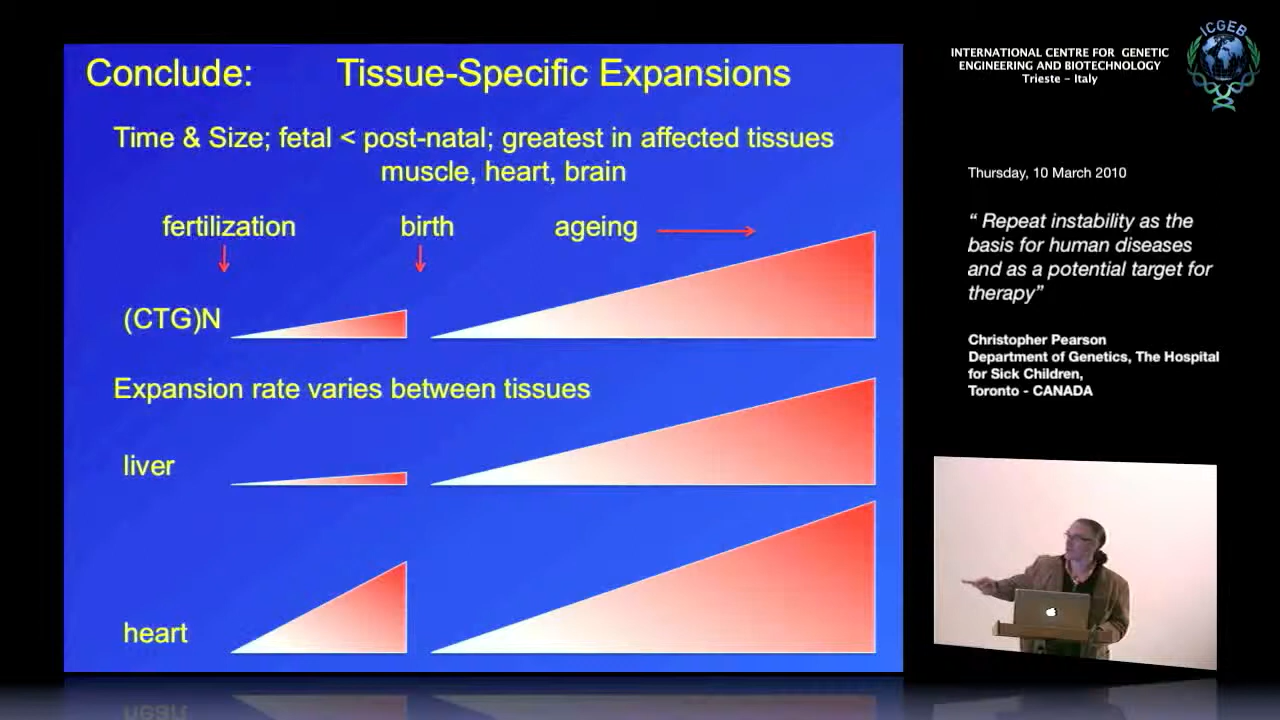 Conclude: Tissue-Specific Expansions
Time & Size; fetal < post-natal; greatest in affected tissues
muscle, heart, brain
fertilization birth ageing
(CTG)N
Expansion rate varies between tissues
liver
heart
ICGEB
INTERNATIONAL CENTRE FOR GENETIC
ENGINEERING AND BIOTECHNOLOGY
Trieste - Italy
Thursday, 10 March 2010
“ Repeat instability as the
basis for human diseases
and as a potential target for
therapy”
Christopher Pearson
Department of Genetics, The Hospital
for Sick Children,
Toronto - CANADA